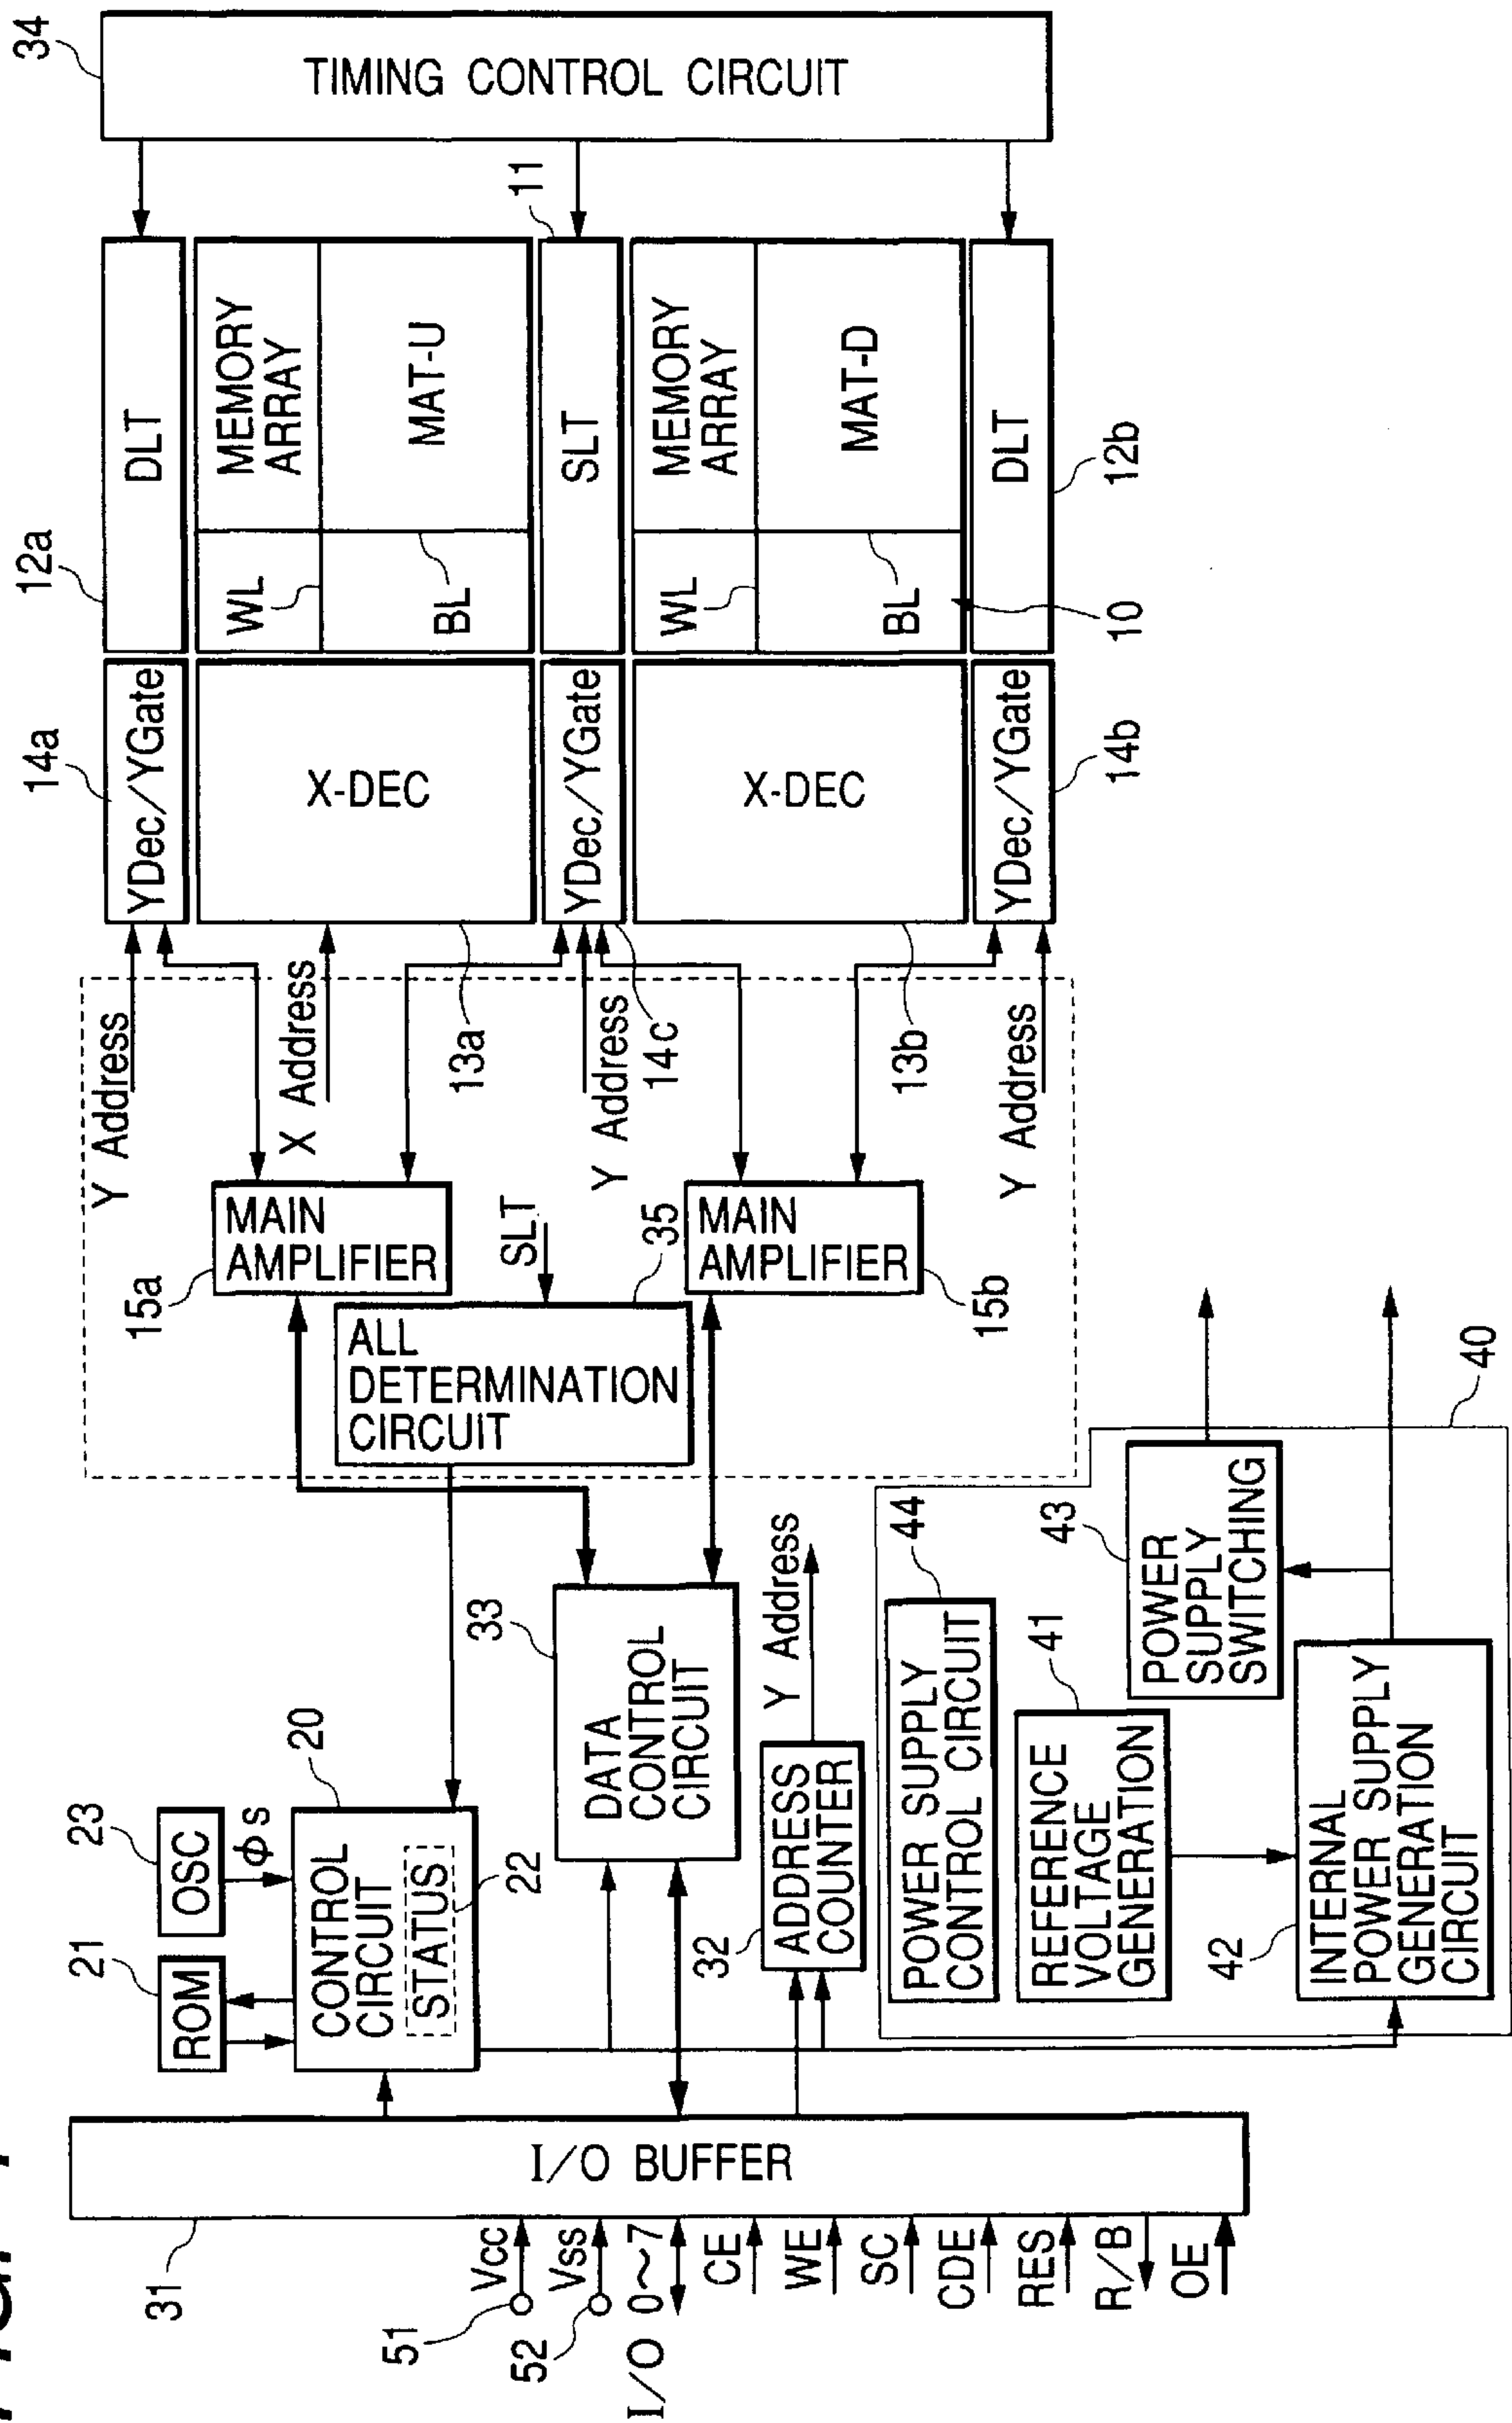 31
I/O BUFFER
51
Vcc
52
Vss
I/O 0~7
CE
WE
SC
CDE
RES
R/B
OE
21
ROM
23
OSC
φs
20
CONTROL
CIRCUIT
STATUS
22
33
DATA
CONTROL
CIRCUIT
32
ADDRESS
COUNTER
Y Address
44
POWER SUPPLY
CONTROL CIRCUIT
41
REFERENCE
VOLTAGE
GENERATION
43
POWER
SUPPLY
SWITCHING
42
INTERNAL
POWER SUPPLY
GENERATION
CIRCUIT
40
15a
MAIN
AMPLIFIER
ALL
DETERMINATION
CIRCUIT
SLT
35
MAIN
AMPLIFIER
15b
Y Address
X Address
13a
Y Address
14c
13b
Y Address
14a
YDec/YGate
X-DEC
YDec/YGate
X-DEC
YDec/YGate
14b
12a
DLT
WL
MEMORY
ARRAY
BL
MAT-U
11
SLT
WL
MEMORY
ARRAY
BL
MAT-D
10
DLT
12b
34
TIMING CONTROL CIRCUIT